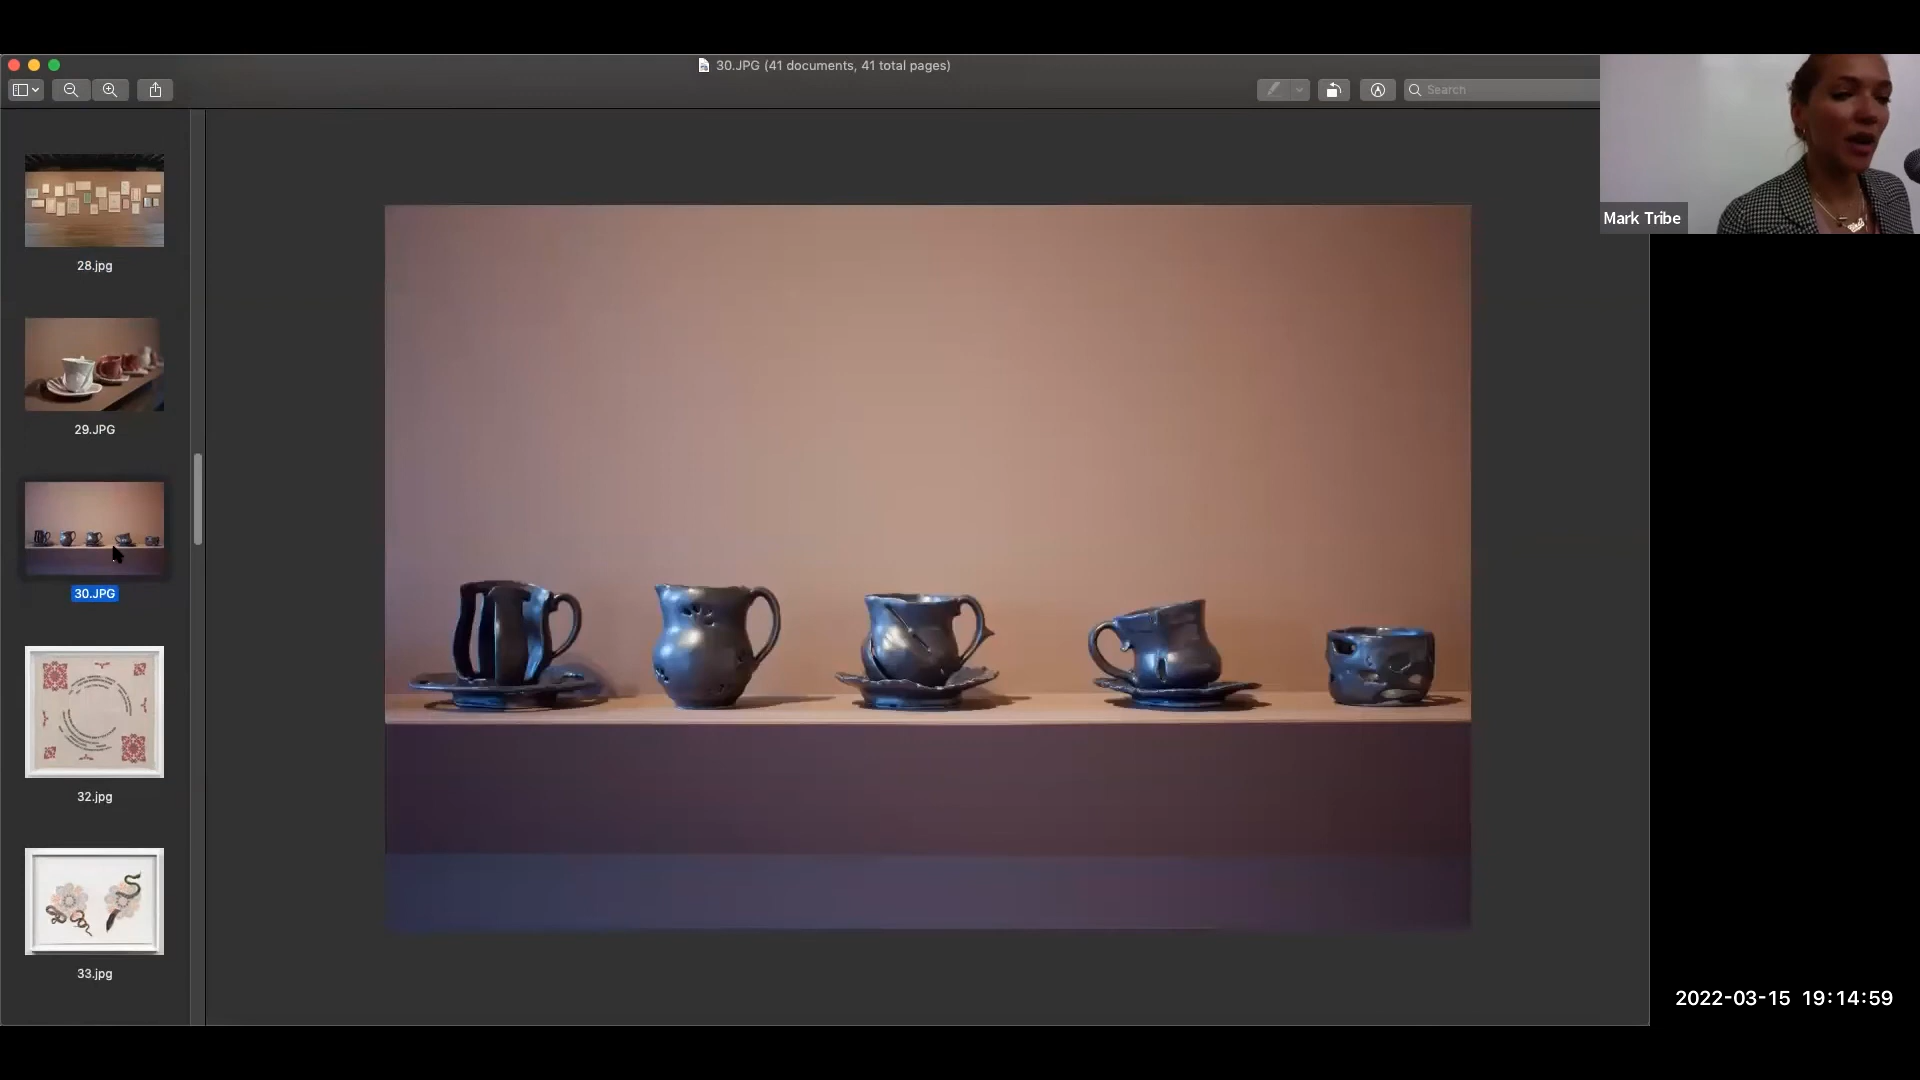 30.JPG (41 documents, 41 total pages)
Search
28.jpg
29.JPG
30.JPG
32.jpg
33.jpg
Mark Tribe
2022-03-15 19:14:59